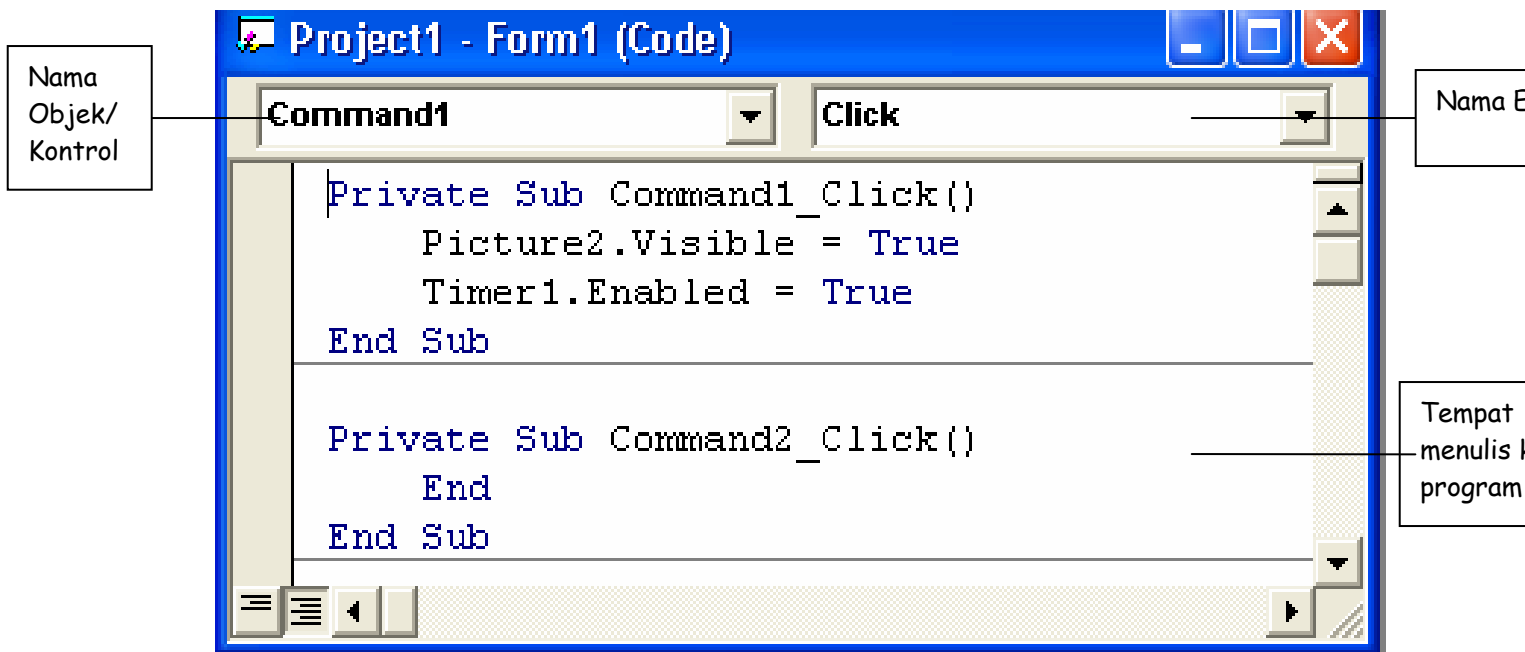 Project1 - Form1 (Code)
Nama
Objek/
Kontrol
Command1
Click
Nama
Private Sub Command1_Click()
    Picture2.Visible = True
    Timer1.Enabled = True
End Sub
Private Sub Command2_Click()
    End
End Sub
Tempat
menulis
program